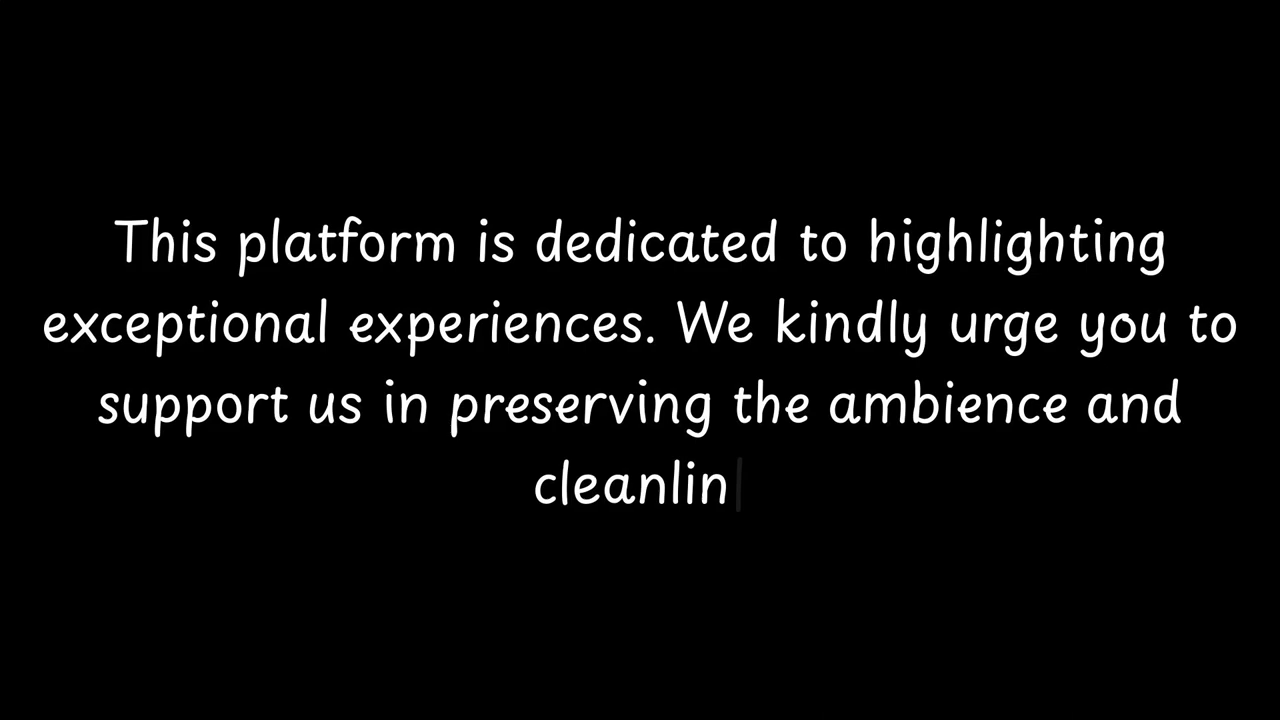 This platform is dedicated to highlighting
exceptional experiences. We kindly urge you to
support us in preserving the ambience and
cleanlin